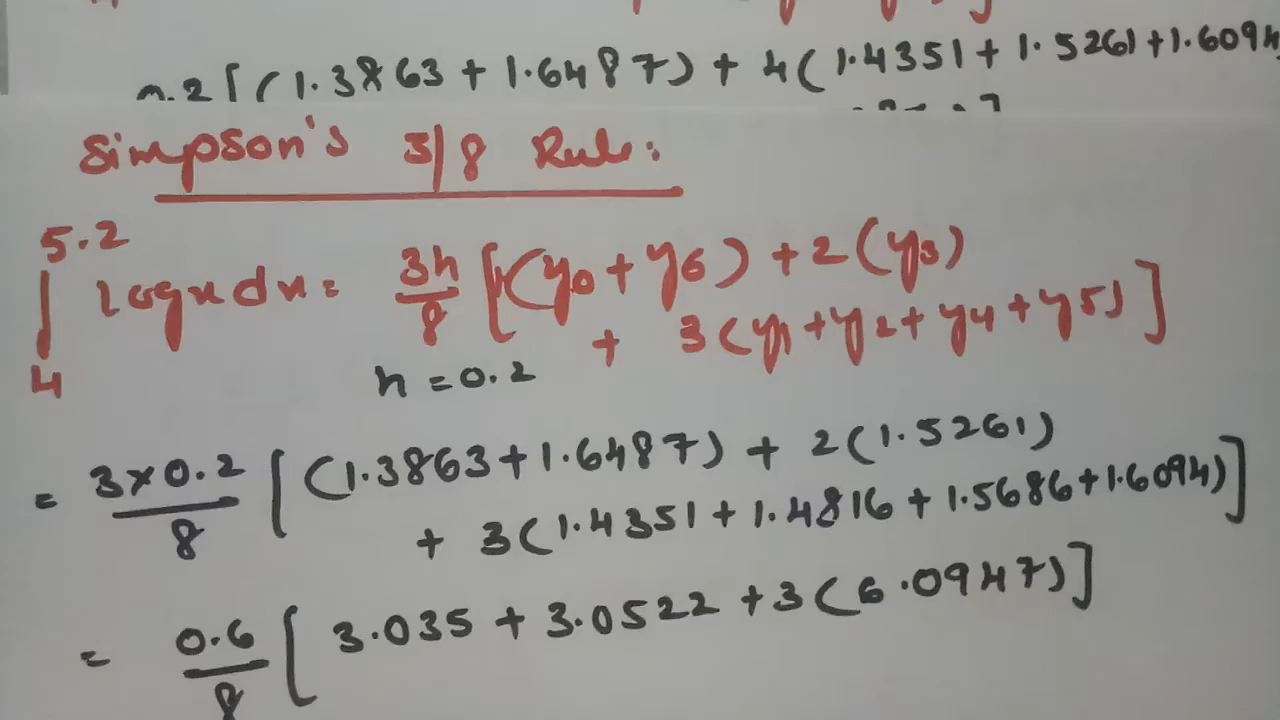 0.2[(1.3863 + 1.6487) + 4(1.4351 + 1.5261 + 1.6094
Simpson's 3/8 Rule:
5.2
∫ logxdx = 3h/8 [(y0 + y6) + 2(y3)
+ 3(y1 + y2 + y4 + y5)]
4
h = 0.2
= 3×0.2/8 [(1.3863 + 1.6487) + 2(1.5261)
+ 3(1.4351 + 1.4816 + 1.5686 + 1.6094)]
= 0.6/8 [3.035 + 3.0522 + 3(6.0947)]